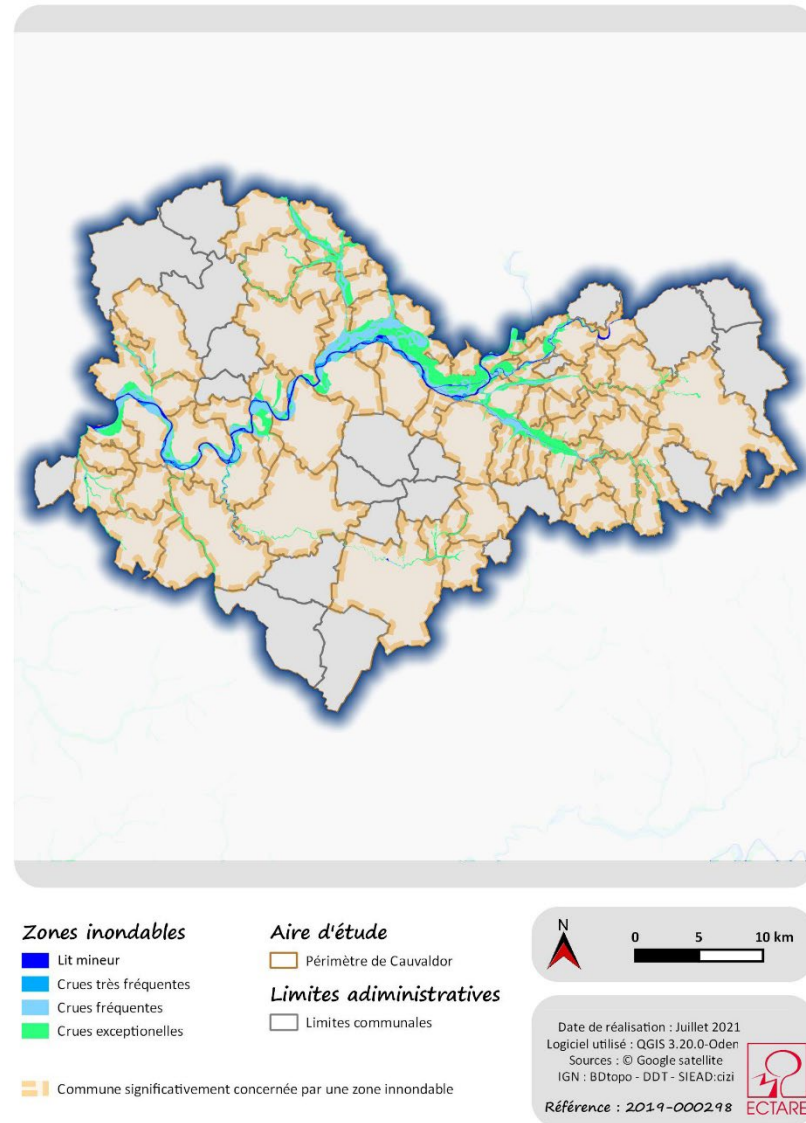 Zones inondables
Lit mineur
Crues très fréquentes
Crues fréquentes
Crues exceptionelles
Commune significativement concernée par une zone innondable
Aire d'étude
Périmètre de Cauvaldor
Limites adiministratives
Limites communales
N
0 5 10 km
Date de réalisation : Juillet 2021
Logiciel utilisé : QGIS 3.20.0-Oden
Sources : © Google satellite
IGN : BDtopo - DDT - SIEAD:cizi
Référence : 2019-000298
ECTARE